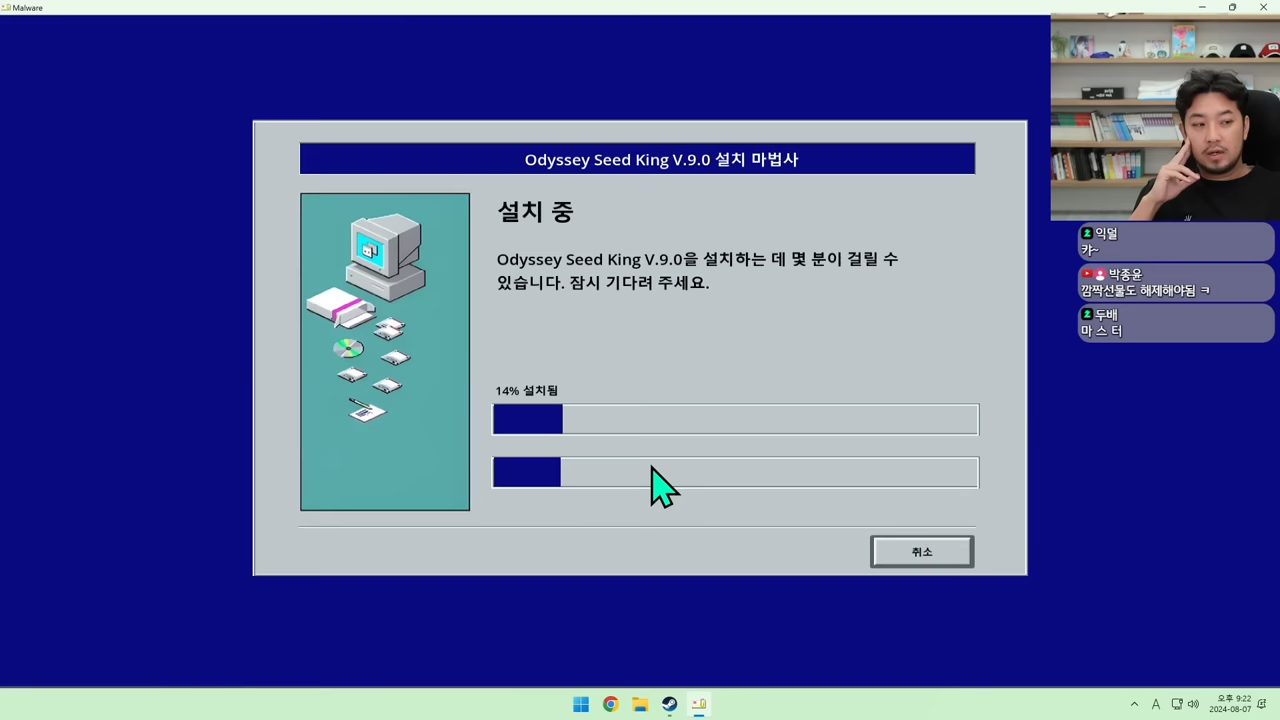 Malware
Odyssey Seed King V.9.0 설치 마법사
설치 중
Odyssey Seed King V.9.0을 설치하는 데 몇 분이 걸릴 수
있습니다. 잠시 기다려 주세요.
14% 설치됨
취소
익덜
캬~
박종윤
깜짝선물도 해제해야됨 ㅋ
두배
마 스 터
A
오후 9:22
2024-08-07